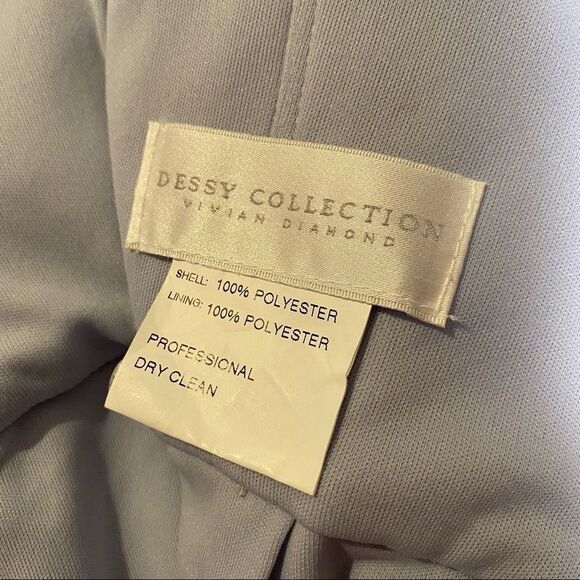 DESSY COLLECTION
VIVIAN DIAMOND
SHELL: 100% POLYESTER
LINING: 100% POLYESTER
PROFESSIONAL
DRY CLEAN